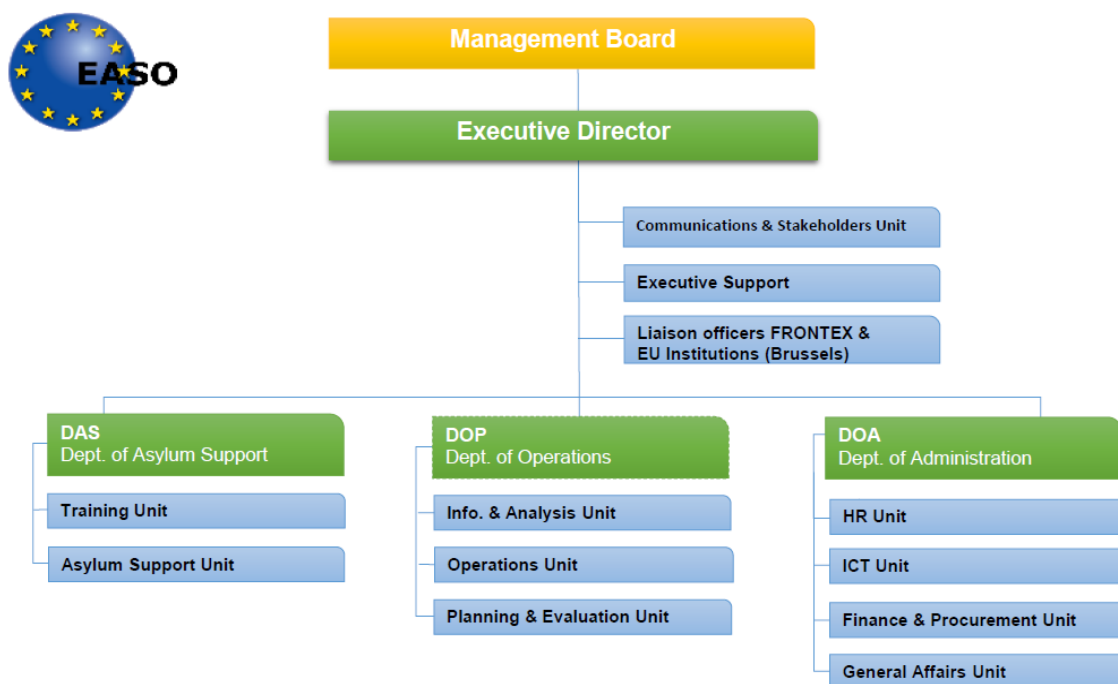 EASO
Management Board
Executive Director
Communications & Stakeholders Unit
Executive Support
Liaison officers FRONTEX &
EU Institutions (Brussels)
DAS
Dept. of Asylum Support
Training Unit
Asylum Support Unit
DOP
Dept. of Operations
Info. & Analysis Unit
Operations Unit
Planning & Evaluation Unit
DOA
Dept. of Administration
HR Unit
ICT Unit
Finance & Procurement Unit
General Affairs Unit